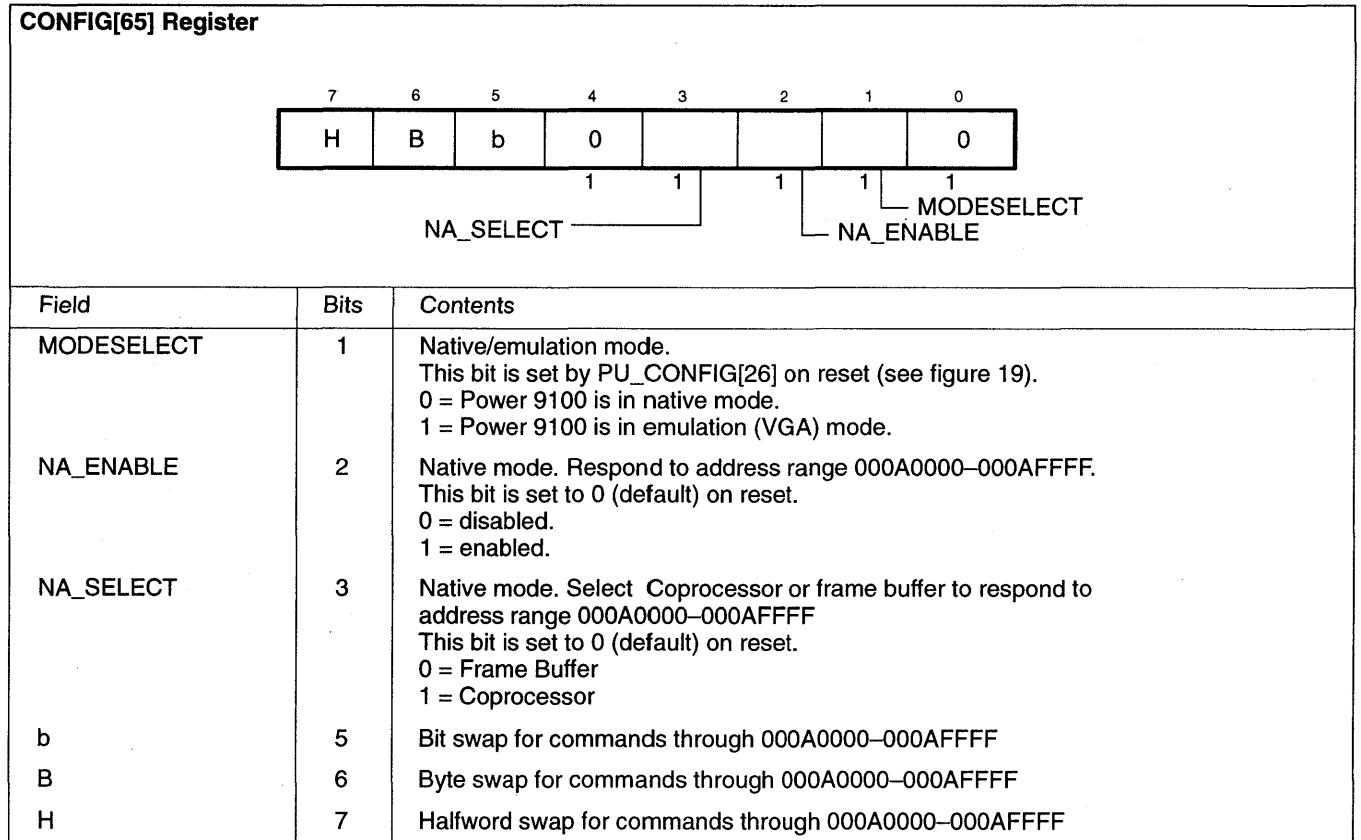 CONFIG[65] Register
7 6 5 4 3 2 1 0
H B b 0 0
1 1 1 1 1
MODESELECT
NA_SELECT NA_ENABLE
Field Bits Contents
MODESELECT 1 Native/emulation mode.
This bit is set by PU_CONFIG[26] on reset (see figure 19).
0 = Power 9100 is in native mode.
1 = Power 9100 is in emulation (VGA) mode.
NA_ENABLE 2 Native mode. Respond to address range 000A0000–000AFFFF.
This bit is set to 0 (default) on reset.
0 = disabled.
1 = enabled.
NA_SELECT 3 Native mode. Select Coprocessor or frame buffer to respond to
address range 000A0000–000AFFFF
This bit is set to 0 (default) on reset.
0 = Frame Buffer
1 = Coprocessor
b 5 Bit swap for commands through 000A0000–000AFFFF
B 6 Byte swap for commands through 000A0000–000AFFFF
H 7 Halfword swap for commands through 000A0000–000AFFFF